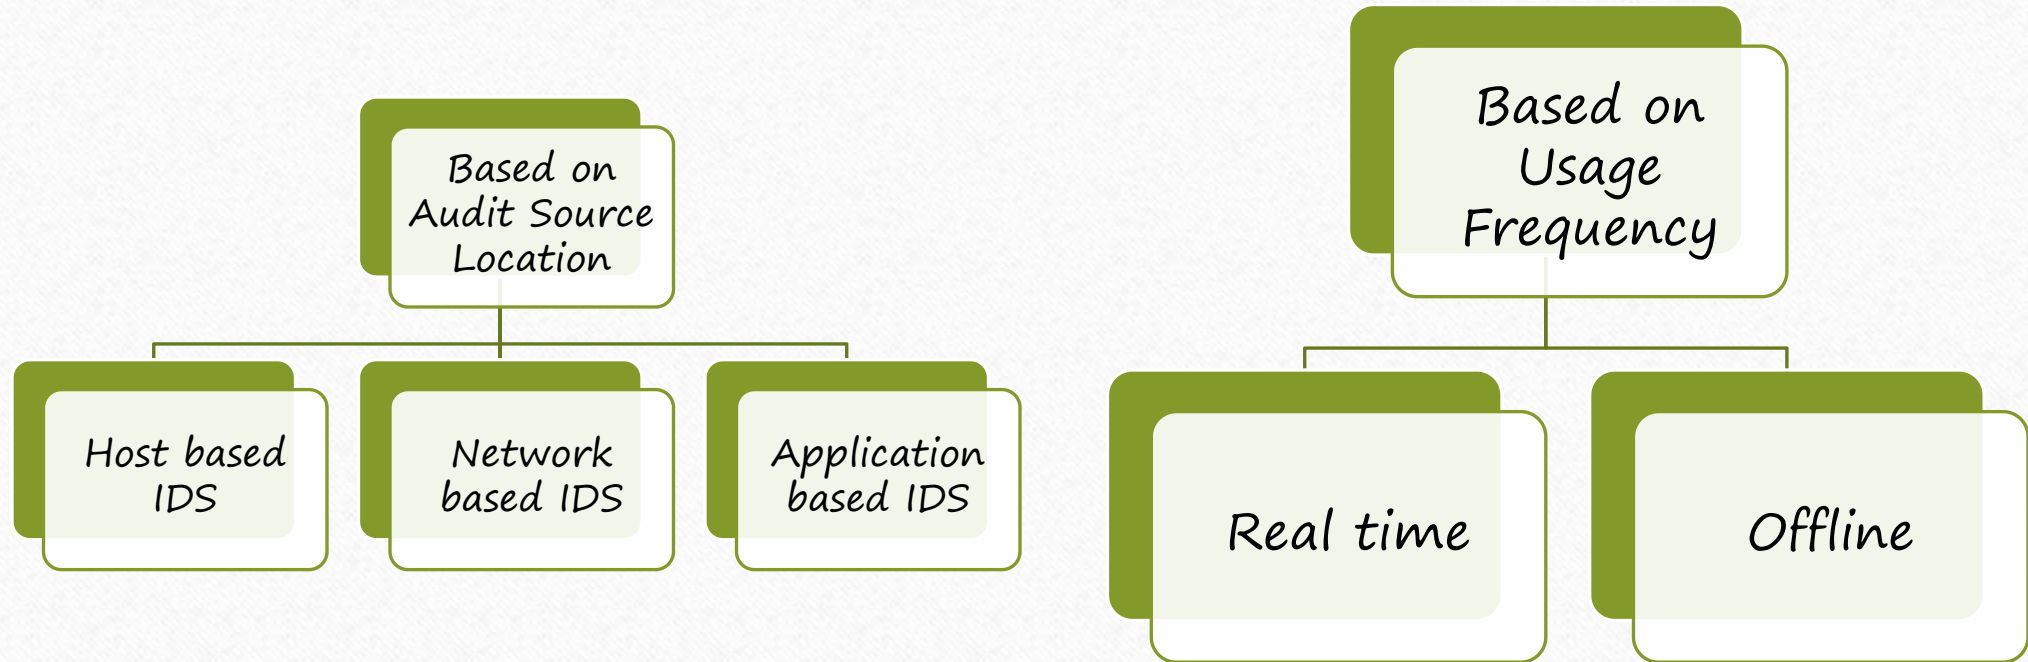 Based on
Audit Source
Location
Host based
IDS
Network
based IDS
Application
based IDS
Based on
Usage
Frequency
Real time
Offline